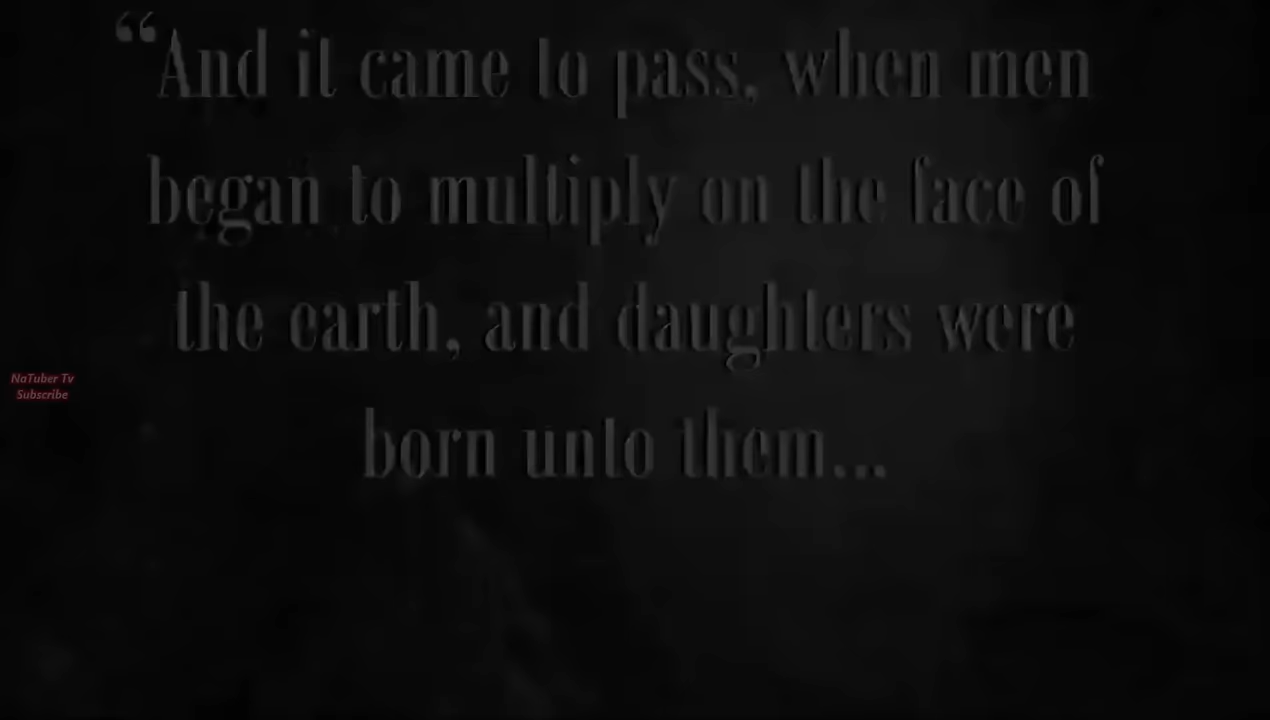 “And it came to pass, when men
began to multiply on the face of
the earth, and daughters were
born unto them...
NaTuber Tv
Subscribe